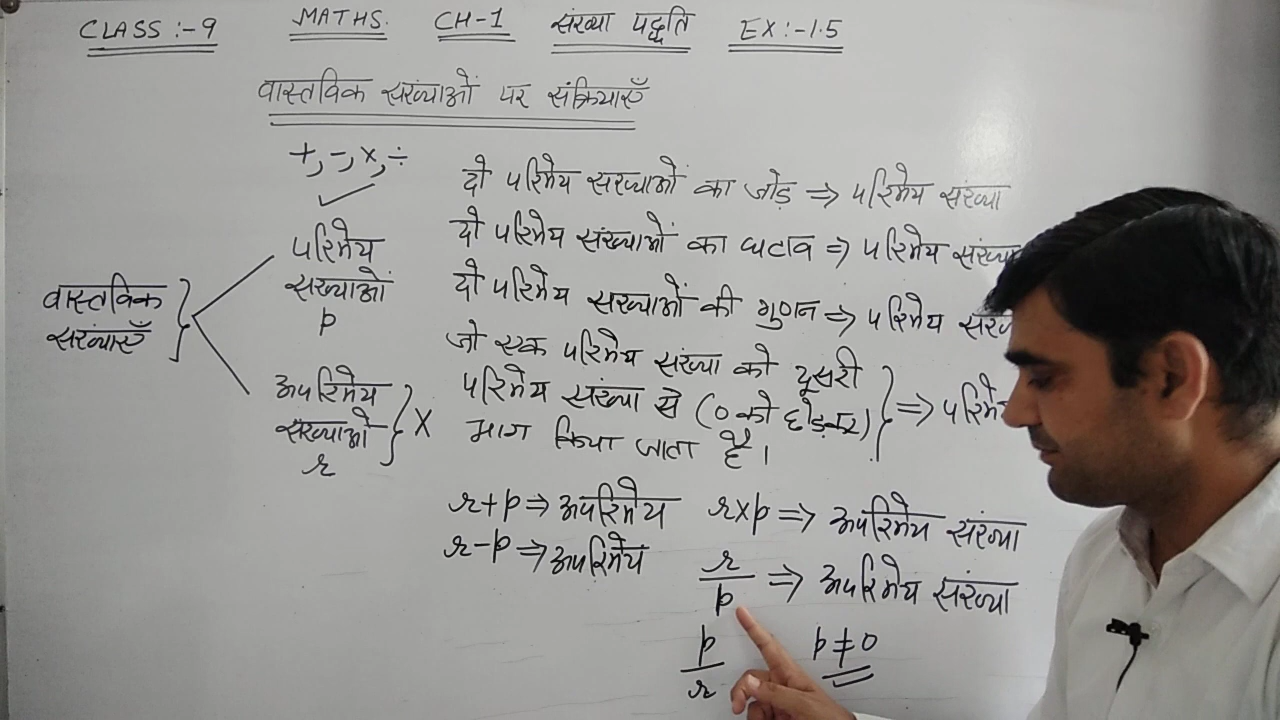 CLASS :- 9 MATHS. CH-1 संख्या पद्धति EX:-1.5
वास्तविक संख्याओं पर संक्रियाएँ
+, -, ×, ÷
परिमेय
संख्याओं
p
वास्तविक
संख्याएँ
अपरिमेय
संख्याओं
r
X
दो परिमेय संख्याओं का जोड़ ⇒ परिमेय संख्या
दो परिमेय संख्याओं का घटाव ⇒ परिमेय संख्या
दो परिमेय संख्याओं की गुणन ⇒ परिमेय
जो एक परिमेय संख्या को दूसरी
परिमेय संख्या से (0 को छोड़कर) ⇒
भाग किया जाता है।
r+p ⇒ अपरिमेय r×p ⇒ अपरिमेय संख्या
r-p ⇒ अपरिमेय
r/p ⇒ अपरिमेय संख्या
p/r p ≠ 0